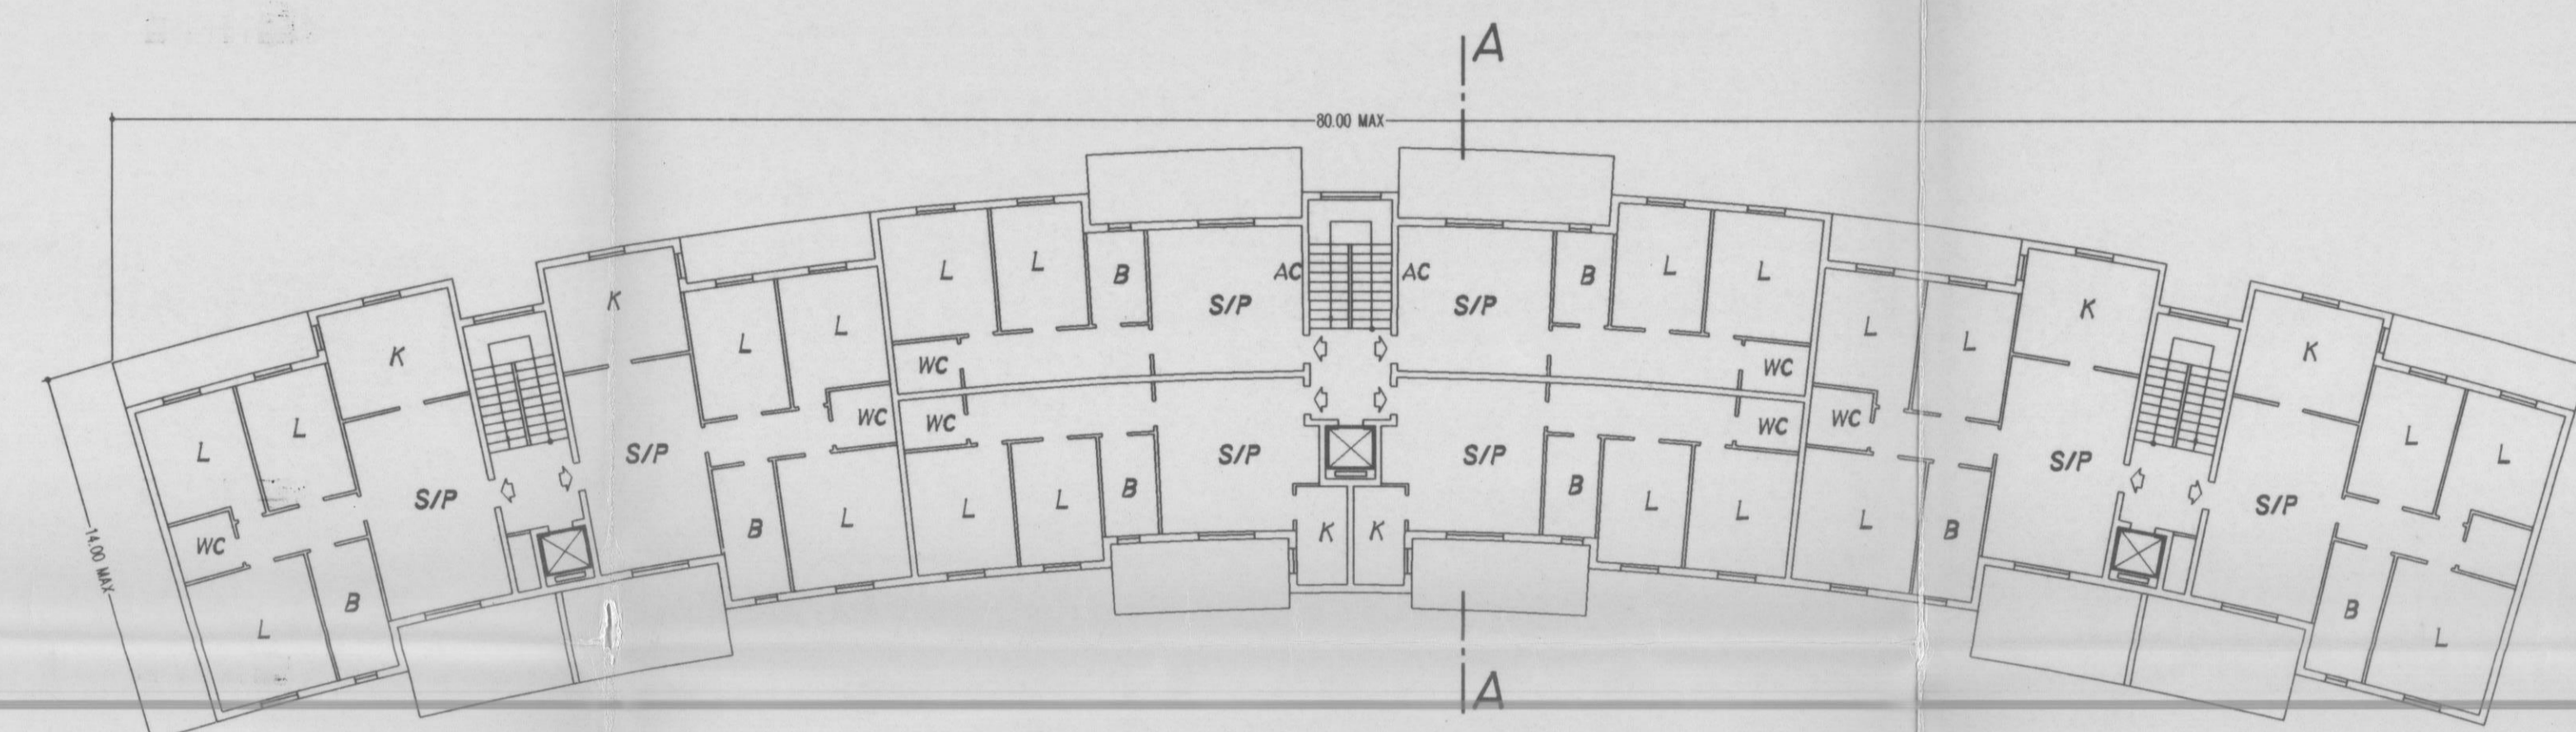 A
80.00 MAX
L L B S/P AC AC S/P B L L
K L L WC WC L L K
K L L S/P WC WC S/P L L K
L L S/P WC L L B S/P K K S/P B L L WC S/P L L
WC L B B L L B B L
14.00 MAX
A